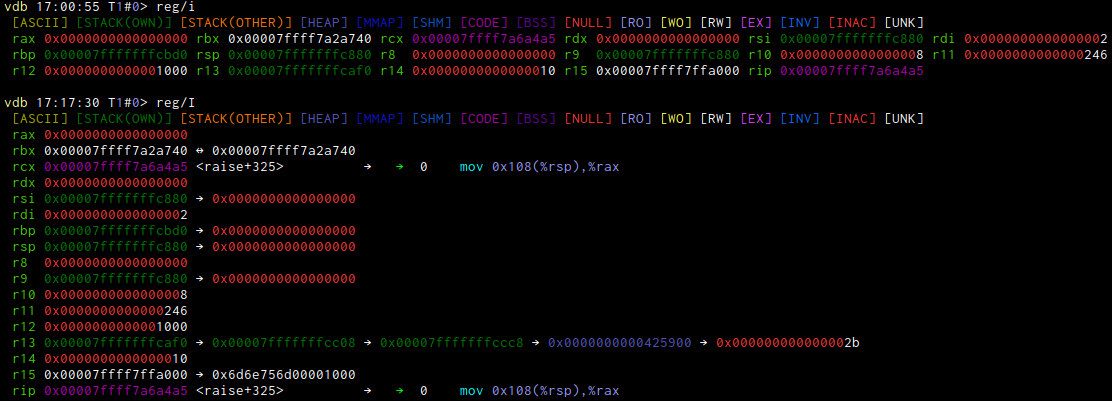 vdb 17:00:55 T1#0> reg/i
[ASCII] [STACK(OWN)] [STACK(OTHER)] [HEAP] [MMAP] [SHM] [CODE] [BSS] [NULL] [RO] [WO] [RW] [EX] [INV] [INAC] [UNK]
rax 0x0000000000000000 rbx 0x00007ffff7a2a740 rcx 0x00007ffff7a6a4a5 rdx 0x0000000000000000 rsi 0x00007fffffffc880 rdi 0x0000000000000002
rbp 0x00007fffffffcbd0 rsp 0x00007fffffffc880 r8 0x0000000000000000 r9 0x00007fffffffc880 r10 0x0000000000000008 r11 0x0000000000000246
r12 0x0000000000001000 r13 0x00007fffffffcaf0 r14 0x0000000000000010 r15 0x00007ffff7ffa000 rip 0x00007ffff7a6a4a5
vdb 17:17:30 T1#0> reg/I
[ASCII] [STACK(OWN)] [STACK(OTHER)] [HEAP] [MMAP] [SHM] [CODE] [BSS] [NULL] [RO] [WO] [RW] [EX] [INV] [INAC] [UNK]
rax 0x0000000000000000
rbx 0x00007ffff7a2a740 ↔ 0x00007ffff7a2a740
rcx 0x00007ffff7a6a4a5 <raise+325> → → 0 mov 0x108(%rsp),%rax
rdx 0x0000000000000000
rsi 0x00007fffffffc880 → 0x0000000000000000
rdi 0x0000000000000002
rbp 0x00007fffffffcbd0 → 0x0000000000000000
rsp 0x00007fffffffc880 → 0x0000000000000000
r8 0x0000000000000000
r9 0x00007fffffffc880 → 0x0000000000000000
r10 0x0000000000000008
r11 0x0000000000000246
r12 0x0000000000001000
r13 0x00007fffffffcaf0 → 0x00007fffffffcc08 → 0x00007fffffffccc8 → 0x0000000000425900 → 0x000000000000002b
r14 0x0000000000000010
r15 0x00007ffff7ffa000 → 0x6d6e756d00001000
rip 0x00007ffff7a6a4a5 <raise+325> → → 0 mov 0x108(%rsp),%rax